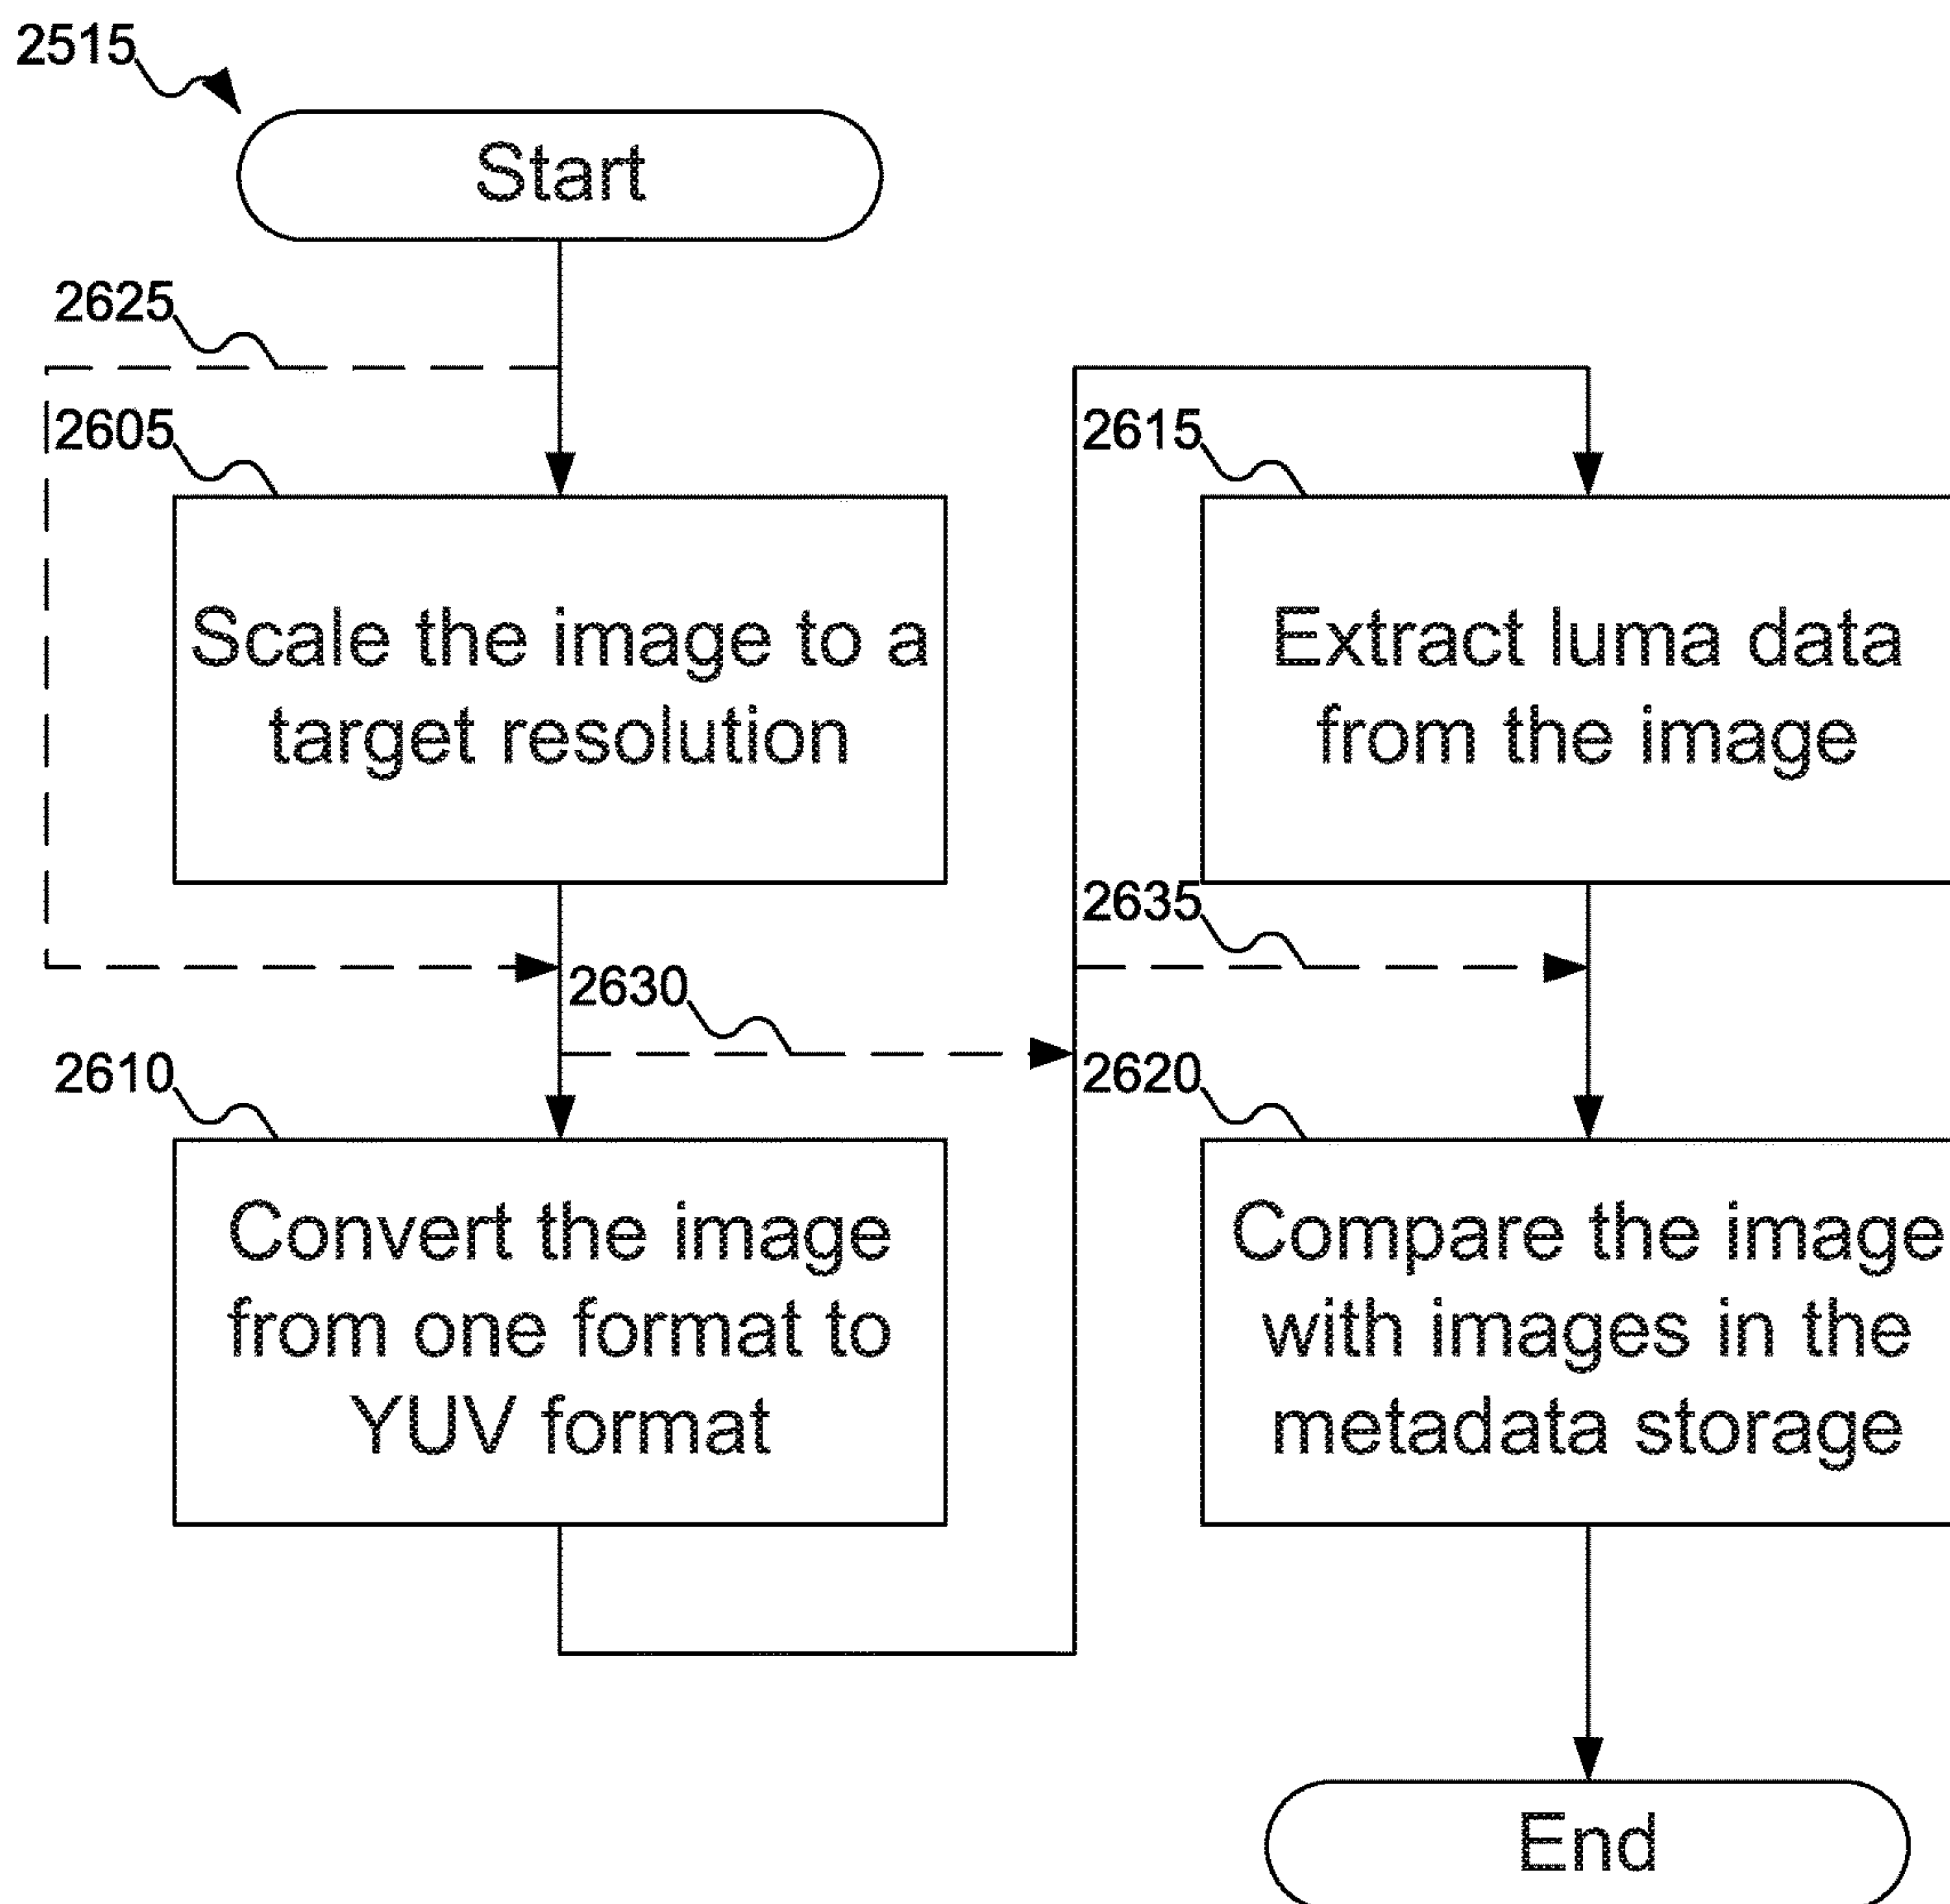 2515
Start
2625
2605
Scale the image to a
target resolution
2630
2610
Convert the image
from one format to
YUV format
2615
Extract luma data
from the image
2635
2620
Compare the image
with images in the
metadata storage
End